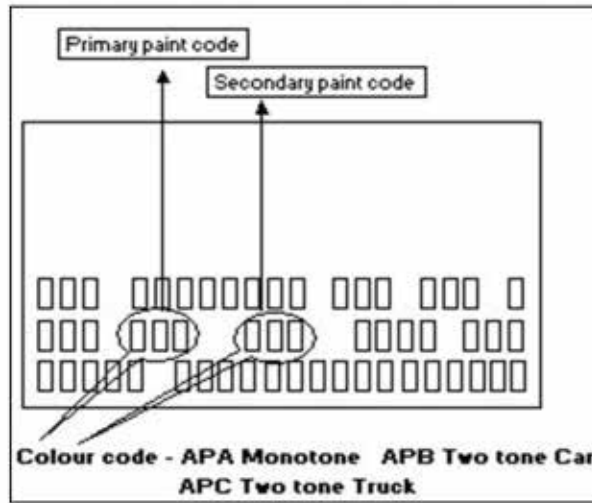 Primary paint code
Secondary paint code
Colour code - APA Monotone APB Two tone Car
APC Two tone Truck